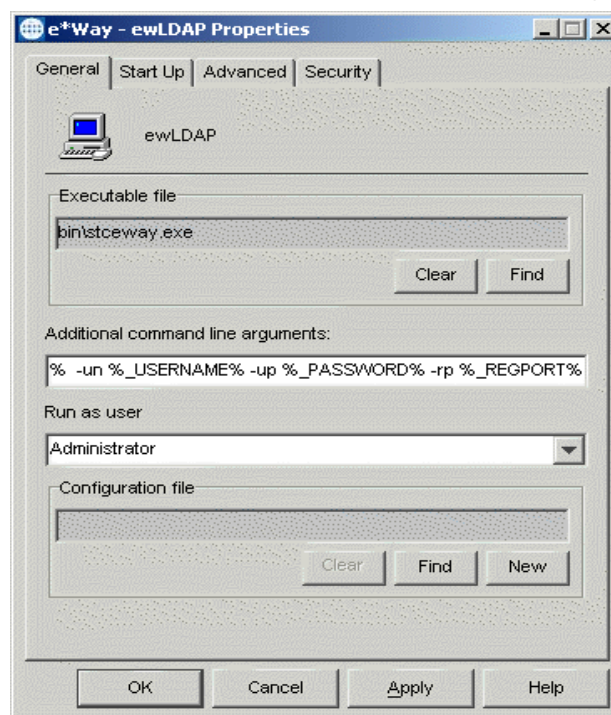 e*Way - ewLDAP Properties
General Start Up Advanced Security
ewLDAP
Executable file
bin\stceway.exe
Clear Find
Additional command line arguments:
% -un %_USERNAME% -up %_PASSWORD% -rp %_REGPORT%
Run as user
Administrator
Configuration file
Clear Find New
OK Cancel Apply Help